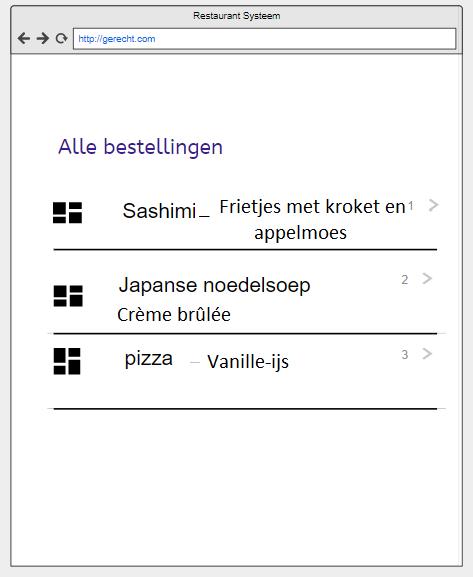 Restaurant Systeem
http://gerecht.com
Alle bestellingen
Sashimi_ Frietjes met kroket en 1
appelmoes
Japanse noedelsoep 2
Crème brûlée
pizza – Vanille-ijs 3